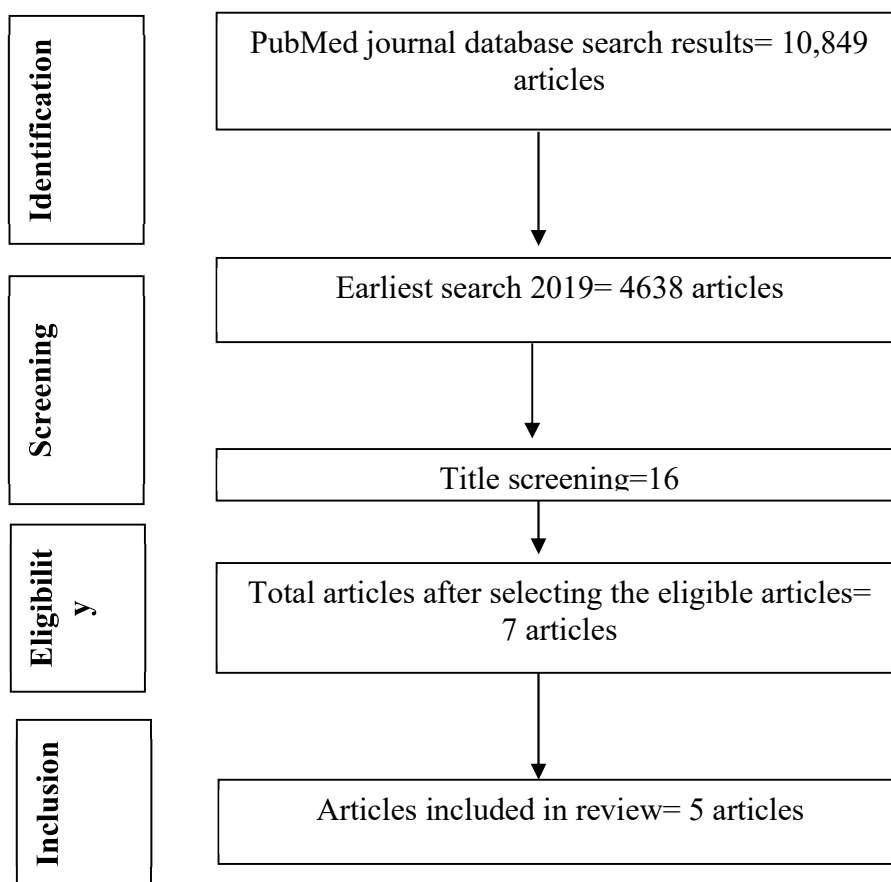 Identification
PubMed journal database search results= 10,849
articles
Screening
Earliest search 2019= 4638 articles
Title screening=16
Eligibilit
y
Total articles after selecting the eligible articles=
7 articles
Inclusion
Articles included in review= 5 articles